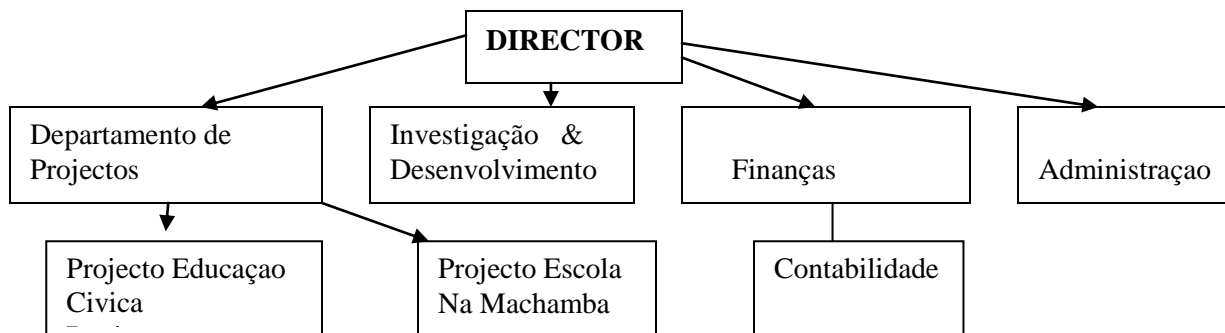 DIRECTOR
Departamento de
Projectos
Investigação &
Desenvolvimento
Finanças
Administraçao
Projecto Educaçao
Civica
Projecto Escola
Na Machamba
Contabilidade